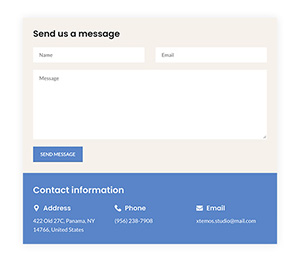 Send us a message
Name
Email
Message
SEND MESSAGE
Contact information
Address
Phone
Email
422 Old 27C, Panama, NY
(956) 238-7908
xtemos.studio@mail.com
14766, United States